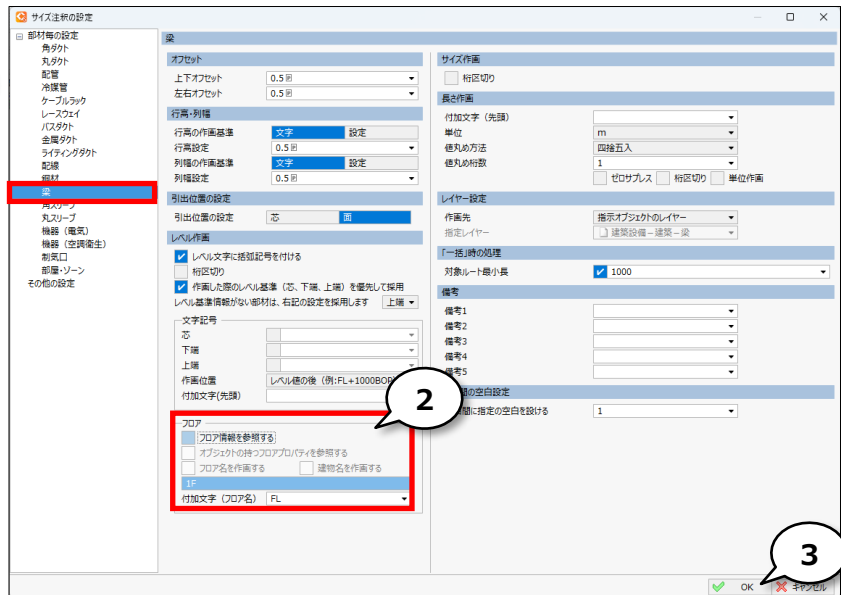 サイズ注釈の設定
部材毎の設定
角ダクト
丸ダクト
配管
冷媒管
ケーブルラック
レースウェイ
バスダクト
金属ダクト
ライティングダクト
配線
鋼材
梁
角スリーブ
丸スリーブ
機器（電気）
機器（空調衛生）
制気口
部屋・ゾーン
その他の設定
梁
オフセット
上下オフセット 0.5
左右オフセット 0.5
行高・列幅
行高の作画基準 文字 設定
行高設定 0.5
列幅の作画基準 文字 設定
列幅設定 0.5
引出位置の設定
引出位置の設定 芯 面
レベル作画
レベル文字に括弧記号を付ける
桁区切り
作画した際のレベル基準（芯、下端、上端）を優先して採用
レベル基準情報がない部材は、右記の設定を採用します 上端
文字記号
芯
下端
上端
作画位置 レベル値の後（例:FL+1000BOP
付加文字(先頭)
フロア
フロア情報を参照する
オブジェクトの持つフロアプロパティを参照する
フロア名を作画する 建物名を作画する
1F
付加文字（フロア名） FL
サイズ作画
桁区切り
長さ作画
付加文字（先頭）
単位 m
値丸め方法 四捨五入
値丸め桁数 1
ゼロサプレス 桁区切り 単位作画
レイヤー設定
作画先 指示オブジェクトのレイヤー
指定レイヤー 建築設備－建築－梁
「一括」時の処理
対象ルート最小長 1000
備考
備考1
備考2
備考3
備考4
備考5
間の空白設定
間に指定の空白を設ける 1
2
3
OK キャンセル